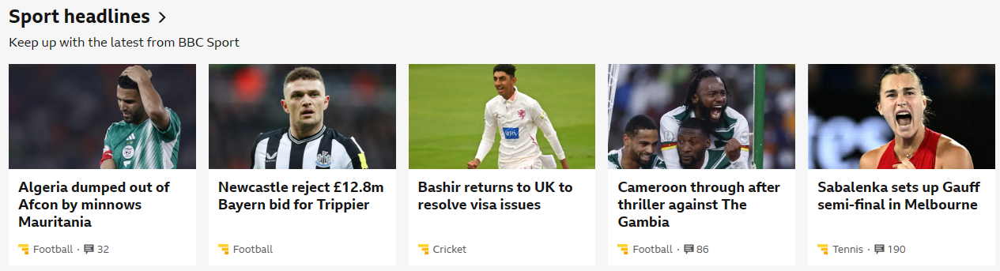 Sport headlines
Keep up with the latest from BBC Sport
Algeria dumped out of
Afcon by minnows
Mauritania
Football · 32
Newcastle reject £12.8m
Bayern bid for Trippier
Football
Bashir returns to UK to
resolve visa issues
Cricket
Cameroon through after
thriller against The
Gambia
Football · 86
Sabalenka sets up Gauff
semi-final in Melbourne
Tennis · 190